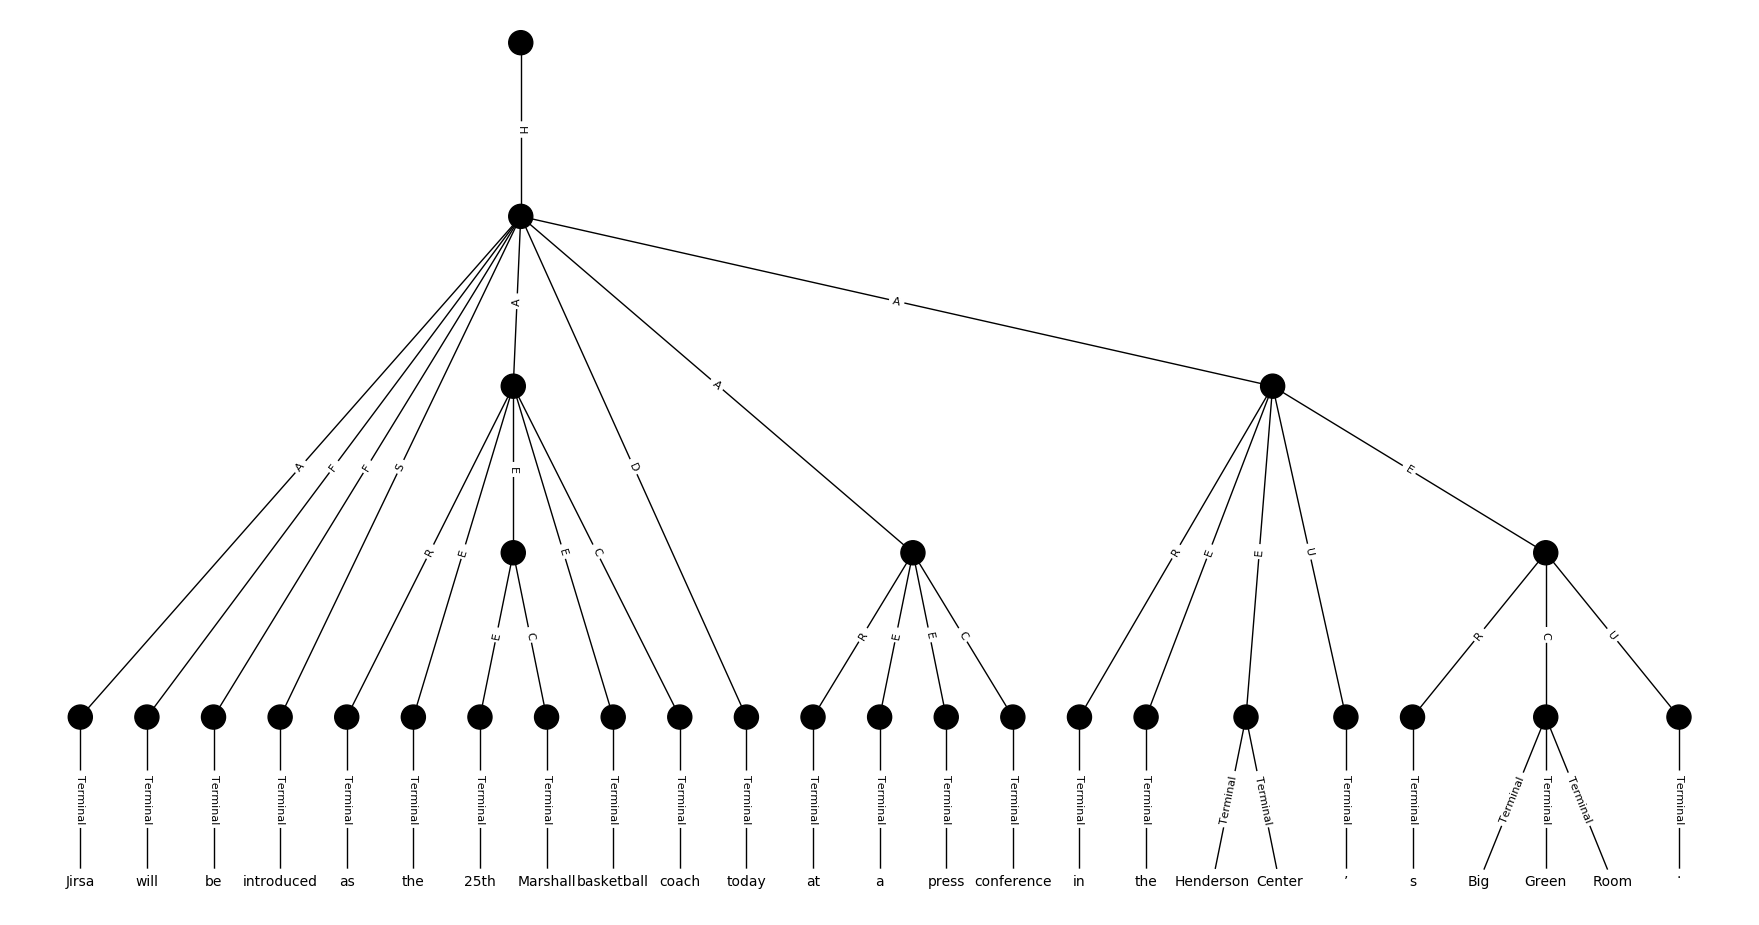 H
A
A
A
F
F
S
E
D
E
R
E
E
C
R
E
E
U
E
C
R
E
E
C
R
C
U
Terminal Terminal Terminal Terminal Terminal Terminal Terminal Terminal Terminal Terminal Terminal Terminal Terminal Terminal Terminal Terminal Terminal Terminal Terminal Terminal Terminal Terminal Terminal Terminal Terminal
Jirsa will be introduced as the 25th Marshall basketball coach today at a press conference in the Henderson Center ’ s Big Green Room .